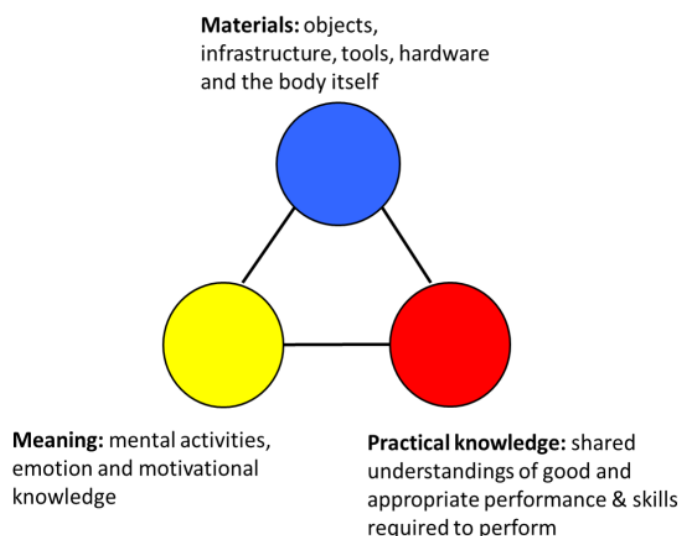 Materials: objects,
infrastructure, tools, hardware
and the body itself
Meaning: mental activities,
emotion and motivational
knowledge
Practical knowledge: shared
understandings of good and
appropriate performance & skills
required to perform